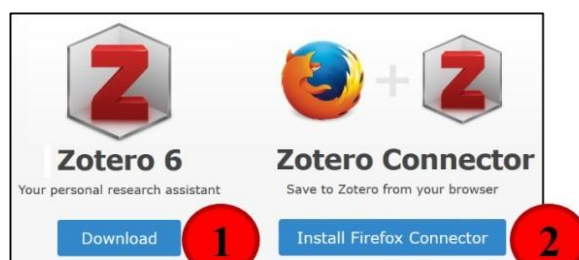 Z
Z
Zotero 6
Your personal research assistant
Download
1
+
Zotero Connector
Save to Zotero from your browser
Install Firefox Connector
2